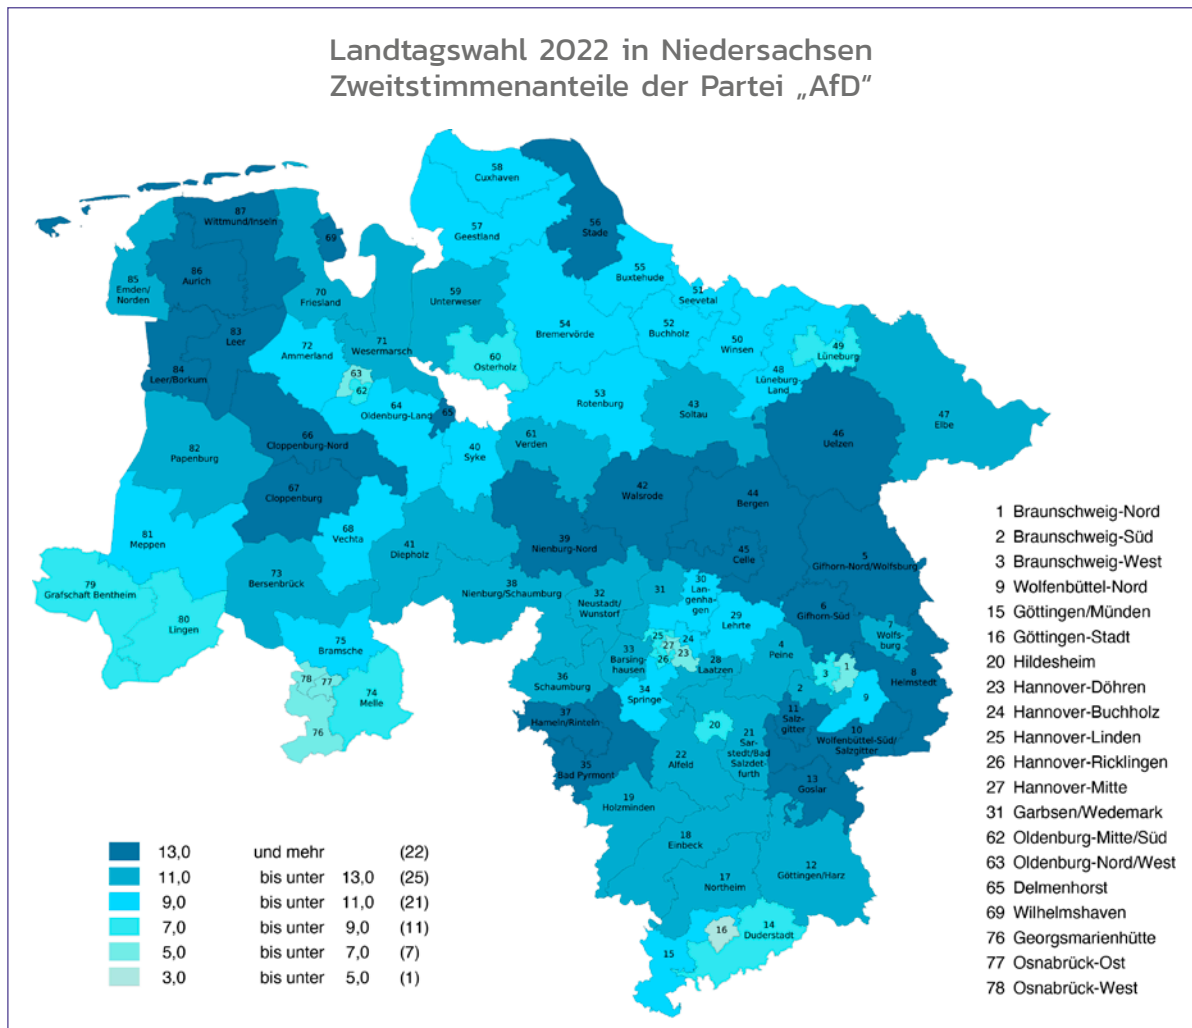 Landtagswahl 2022 in Niedersachsen
Zweitstimmenanteile der Partei „AfD“
58
Cuxhaven
87
Wittmund/Inseln
57
Geestland
56
Stade
69
86
Aurich
85
Emden/
Norden
70
Friesland
59
Unterweser
55
Buxtehude
51
Seevetal
83
Leer
71
Wesermarsch
72
Ammerland
54
Bremervörde
52
Buchholz
50
Winsen
49
Lüneburg
60
Osterholz
84
Leer/Borkum
63
62
48
Lüneburg-
Land
64
Oldenburg-Land
65
53
Rotenburg
43
Soltau
47
Elbe
66
Cloppenburg-Nord
61
Verden
46
Uelzen
82
Papenburg
40
Syke
67
Cloppenburg
42
Walsrode
44
Bergen
81
Meppen
68
Vechta
41
Diepholz
39
Nienburg-Nord
45
Celle
5
Gifhorn-Nord/Wolfsburg
79
Grafschaft Bentheim
73
Bersenbrück
38
Nienburg/Schaumburg
32
Neustadt/
Wunstorf
31
30
Lan-
genha-
gen
6
Gifhorn-Süd
80
Lingen
29
Lehrte
7
Wolfs-
burg
75
Bramsche
33
Barsing-
hausen
25
27
24
26
23
28
Laatzen
4
Peine
78
77
74
Melle
36
Schaumburg
34
Springe
2
3
1
8
Helmstedt
76
37
Hameln/Rinteln
20
11
Salz-
gitter
9
10
Wolfenbüttel-Süd/
Salzgitter
35
Bad Pyrmont
22
Alfeld
21
Sar-
stedt/Bad
Salzdet-
furth
13
Goslar
19
Holzminden
18
Einbeck
12
Göttingen/Harz
17
Northeim
16
14
Duderstadt
15
1 Braunschweig-Nord
2 Braunschweig-Süd
3 Braunschweig-West
9 Wolfenbüttel-Nord
15 Göttingen/Münden
16 Göttingen-Stadt
20 Hildesheim
23 Hannover-Döhren
24 Hannover-Buchholz
25 Hannover-Linden
26 Hannover-Ricklingen
27 Hannover-Mitte
31 Garbsen/Wedemark
62 Oldenburg-Mitte/Süd
63 Oldenburg-Nord/West
65 Delmenhorst
69 Wilhelmshaven
76 Georgsmarienhütte
77 Osnabrück-Ost
78 Osnabrück-West
13,0 und mehr (22)
11,0 bis unter 13,0 (25)
9,0 bis unter 11,0 (21)
7,0 bis unter 9,0 (11)
5,0 bis unter 7,0 (7)
3,0 bis unter 5,0 (1)